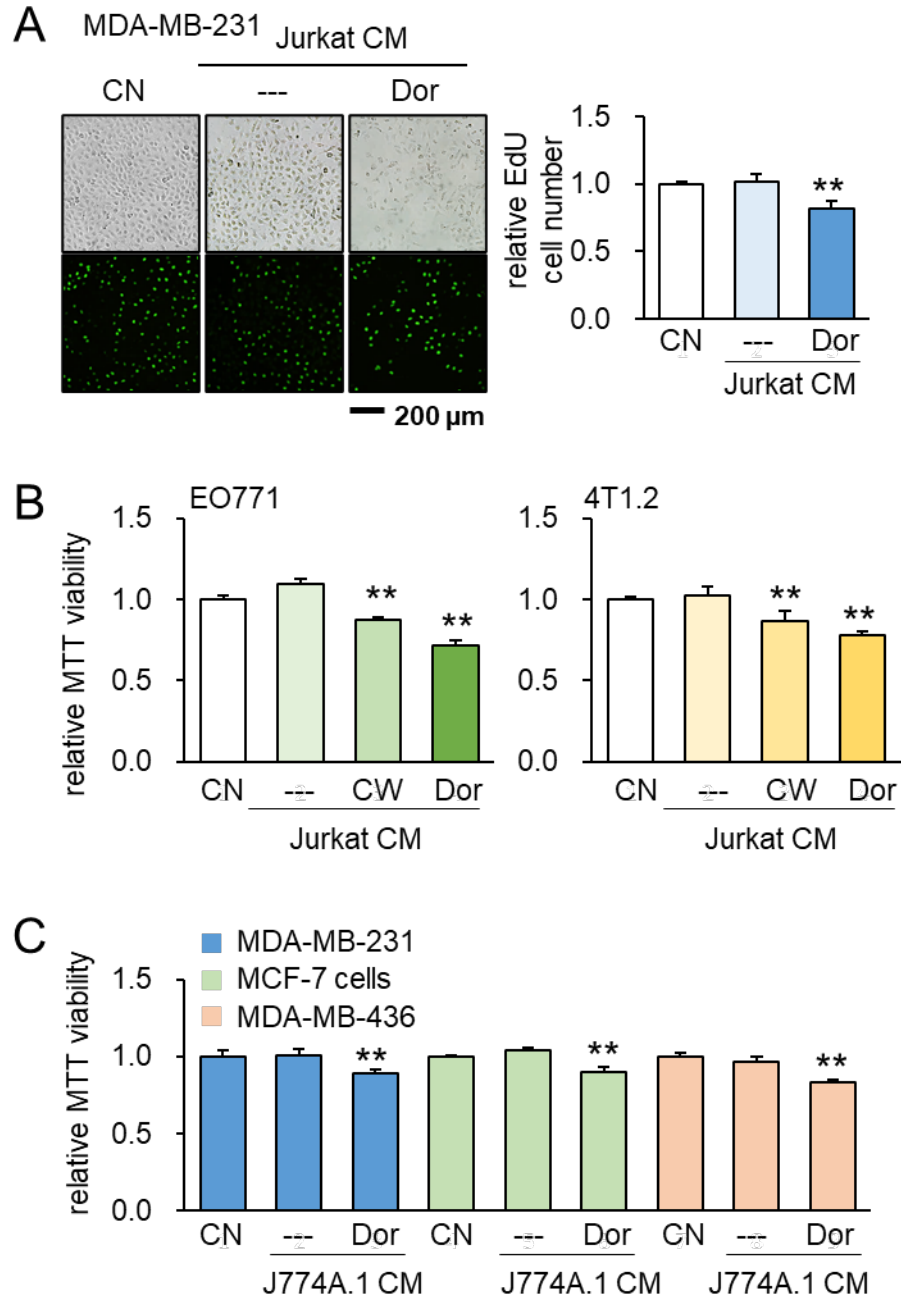 A
MDA-MB-231
Jurkat CM
CN --- Dor
200 µm
relative EdU
cell number
1.5
1.0
0.5
0.0
**
CN --- Dor
Jurkat CM
B
EO771
relative MTT viability
1.5
1.0
0.5
0.0
** **
CN --- CW Dor
Jurkat CM
4T1.2
1.5
1.0
0.5
0.0
** **
CN --- CW Dor
Jurkat CM
C
MDA-MB-231
MCF-7 cells
MDA-MB-436
relative MTT viability
1.5
1.0
0.5
0.0
** ** **
CN --- Dor CN --- Dor CN --- Dor
J774A.1 CM J774A.1 CM J774A.1 CM